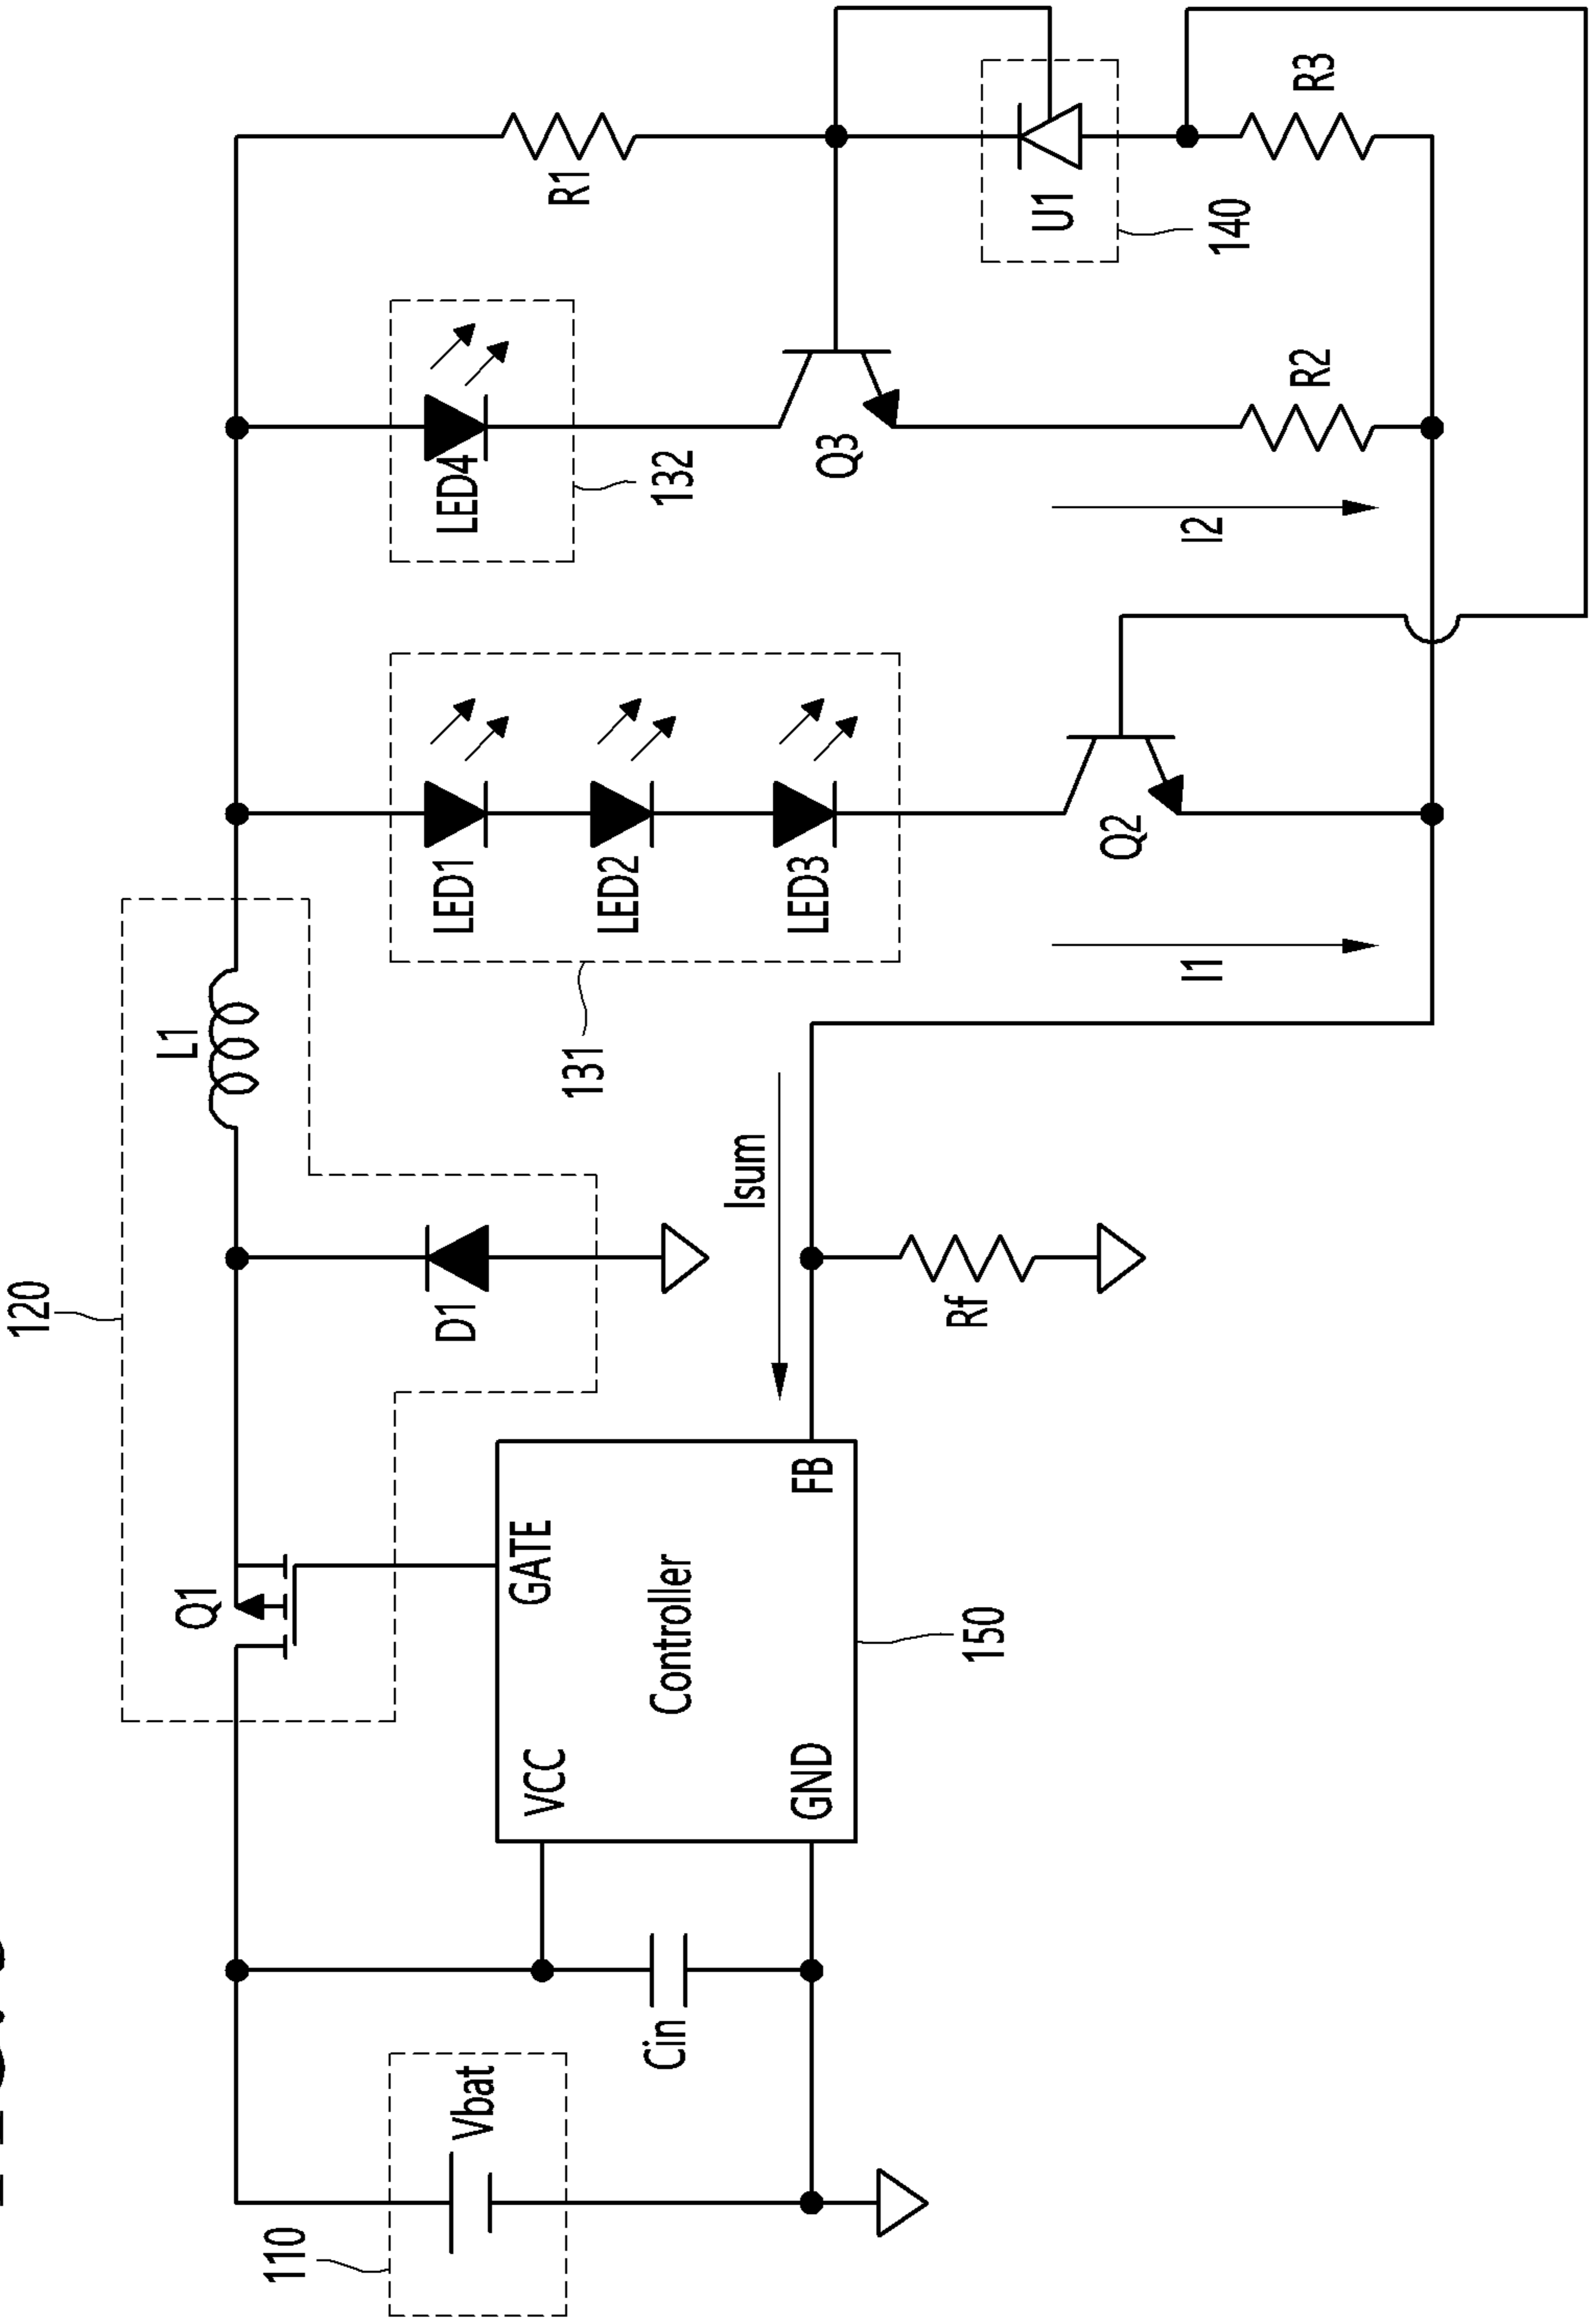 120
Q1
L1
R1
110
Vbat
Cin
VCC
GATE
Controller
GND
FB
150
D1
Isum
Rf
131
LED1
LED2
LED3
I1
Q2
LED4
132
Q3
I2
R2
U1
140
R3